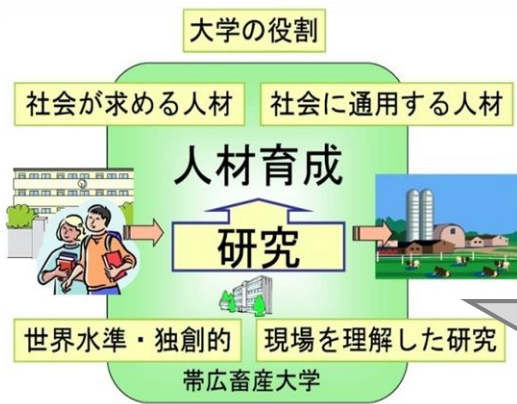 大学の役割
社会が求める人材
社会に通用する人材
人材育成
研究
世界水準・独創的
現場を理解した研究
帯広畜産大学